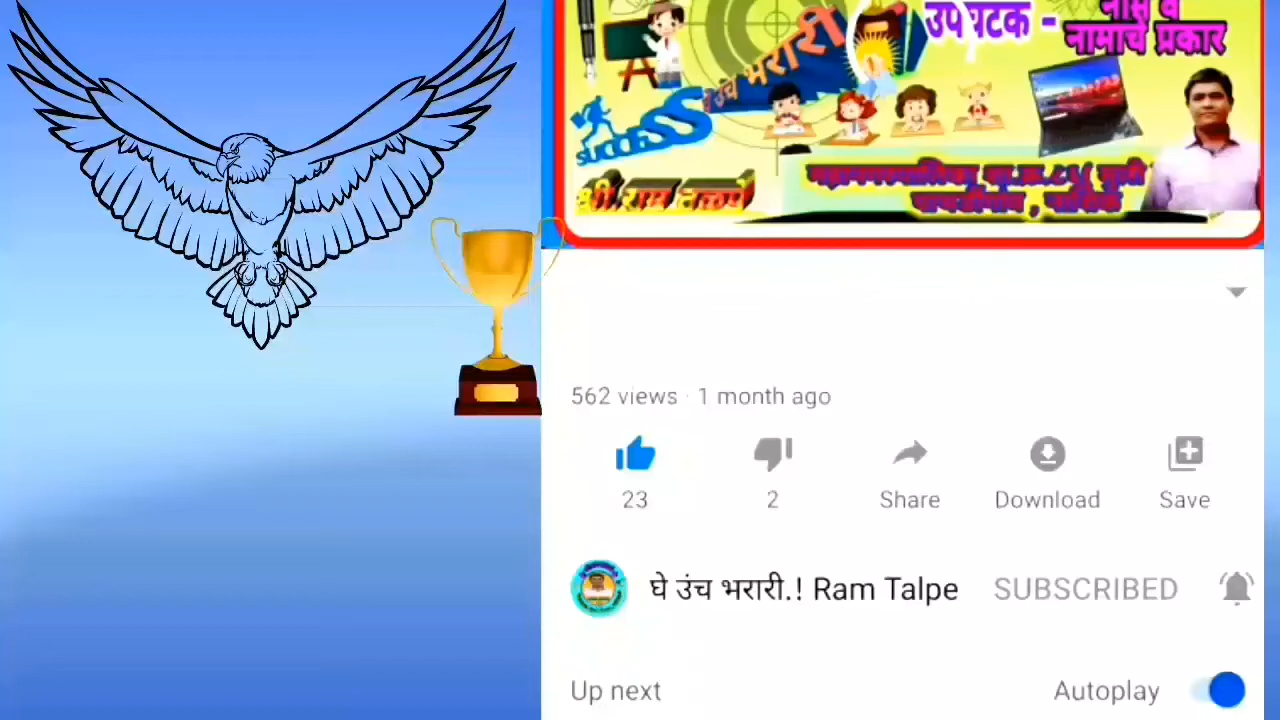 उपघटक - नाम व
नामाचे प्रकार
घे उंच भरारी
SUCCESS
श्री.राम तळपे
562 views · 1 month ago
23
2
Share
Download
Save
घे उंच भरारी.! Ram Talpe SUBSCRIBED
Up next
Autoplay